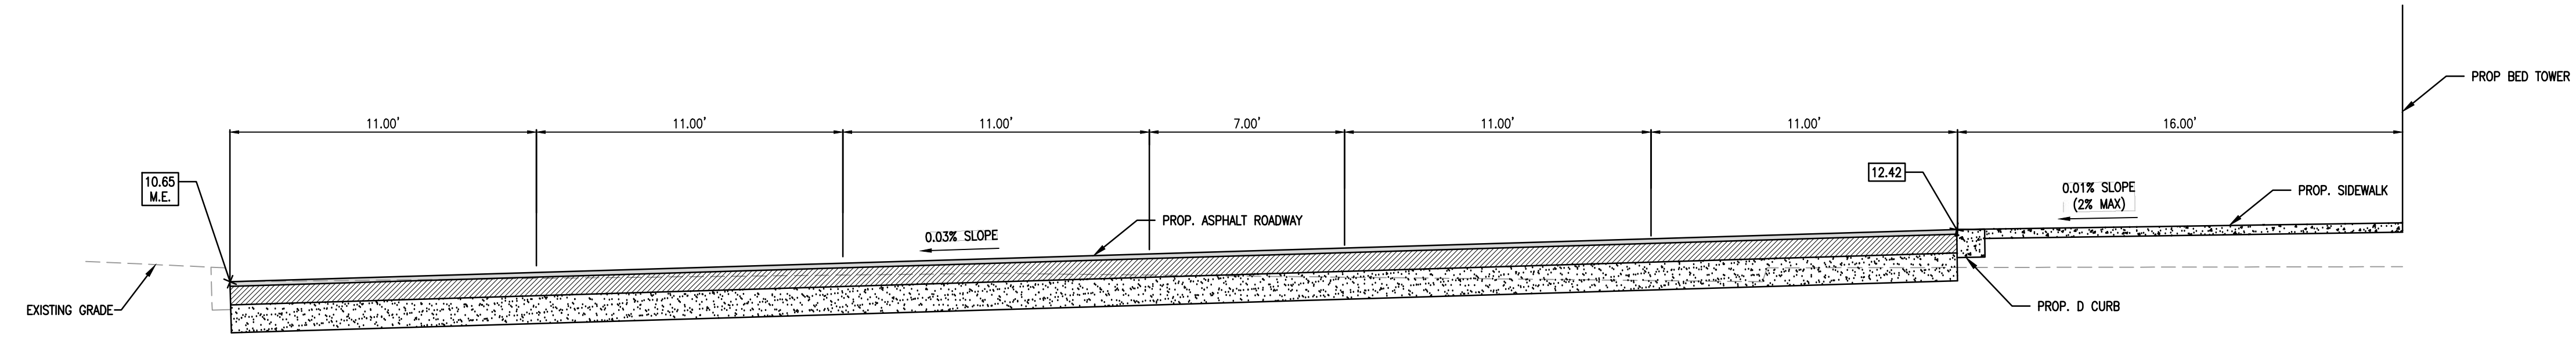 PROP BED TOWER
11.00'
11.00'
11.00'
7.00'
11.00'
11.00'
16.00'
10.65
M.E.
12.42
0.01% SLOPE
(2% MAX)
PROP. SIDEWALK
PROP. ASPHALT ROADWAY
0.03% SLOPE
EXISTING GRADE
PROP. D CURB